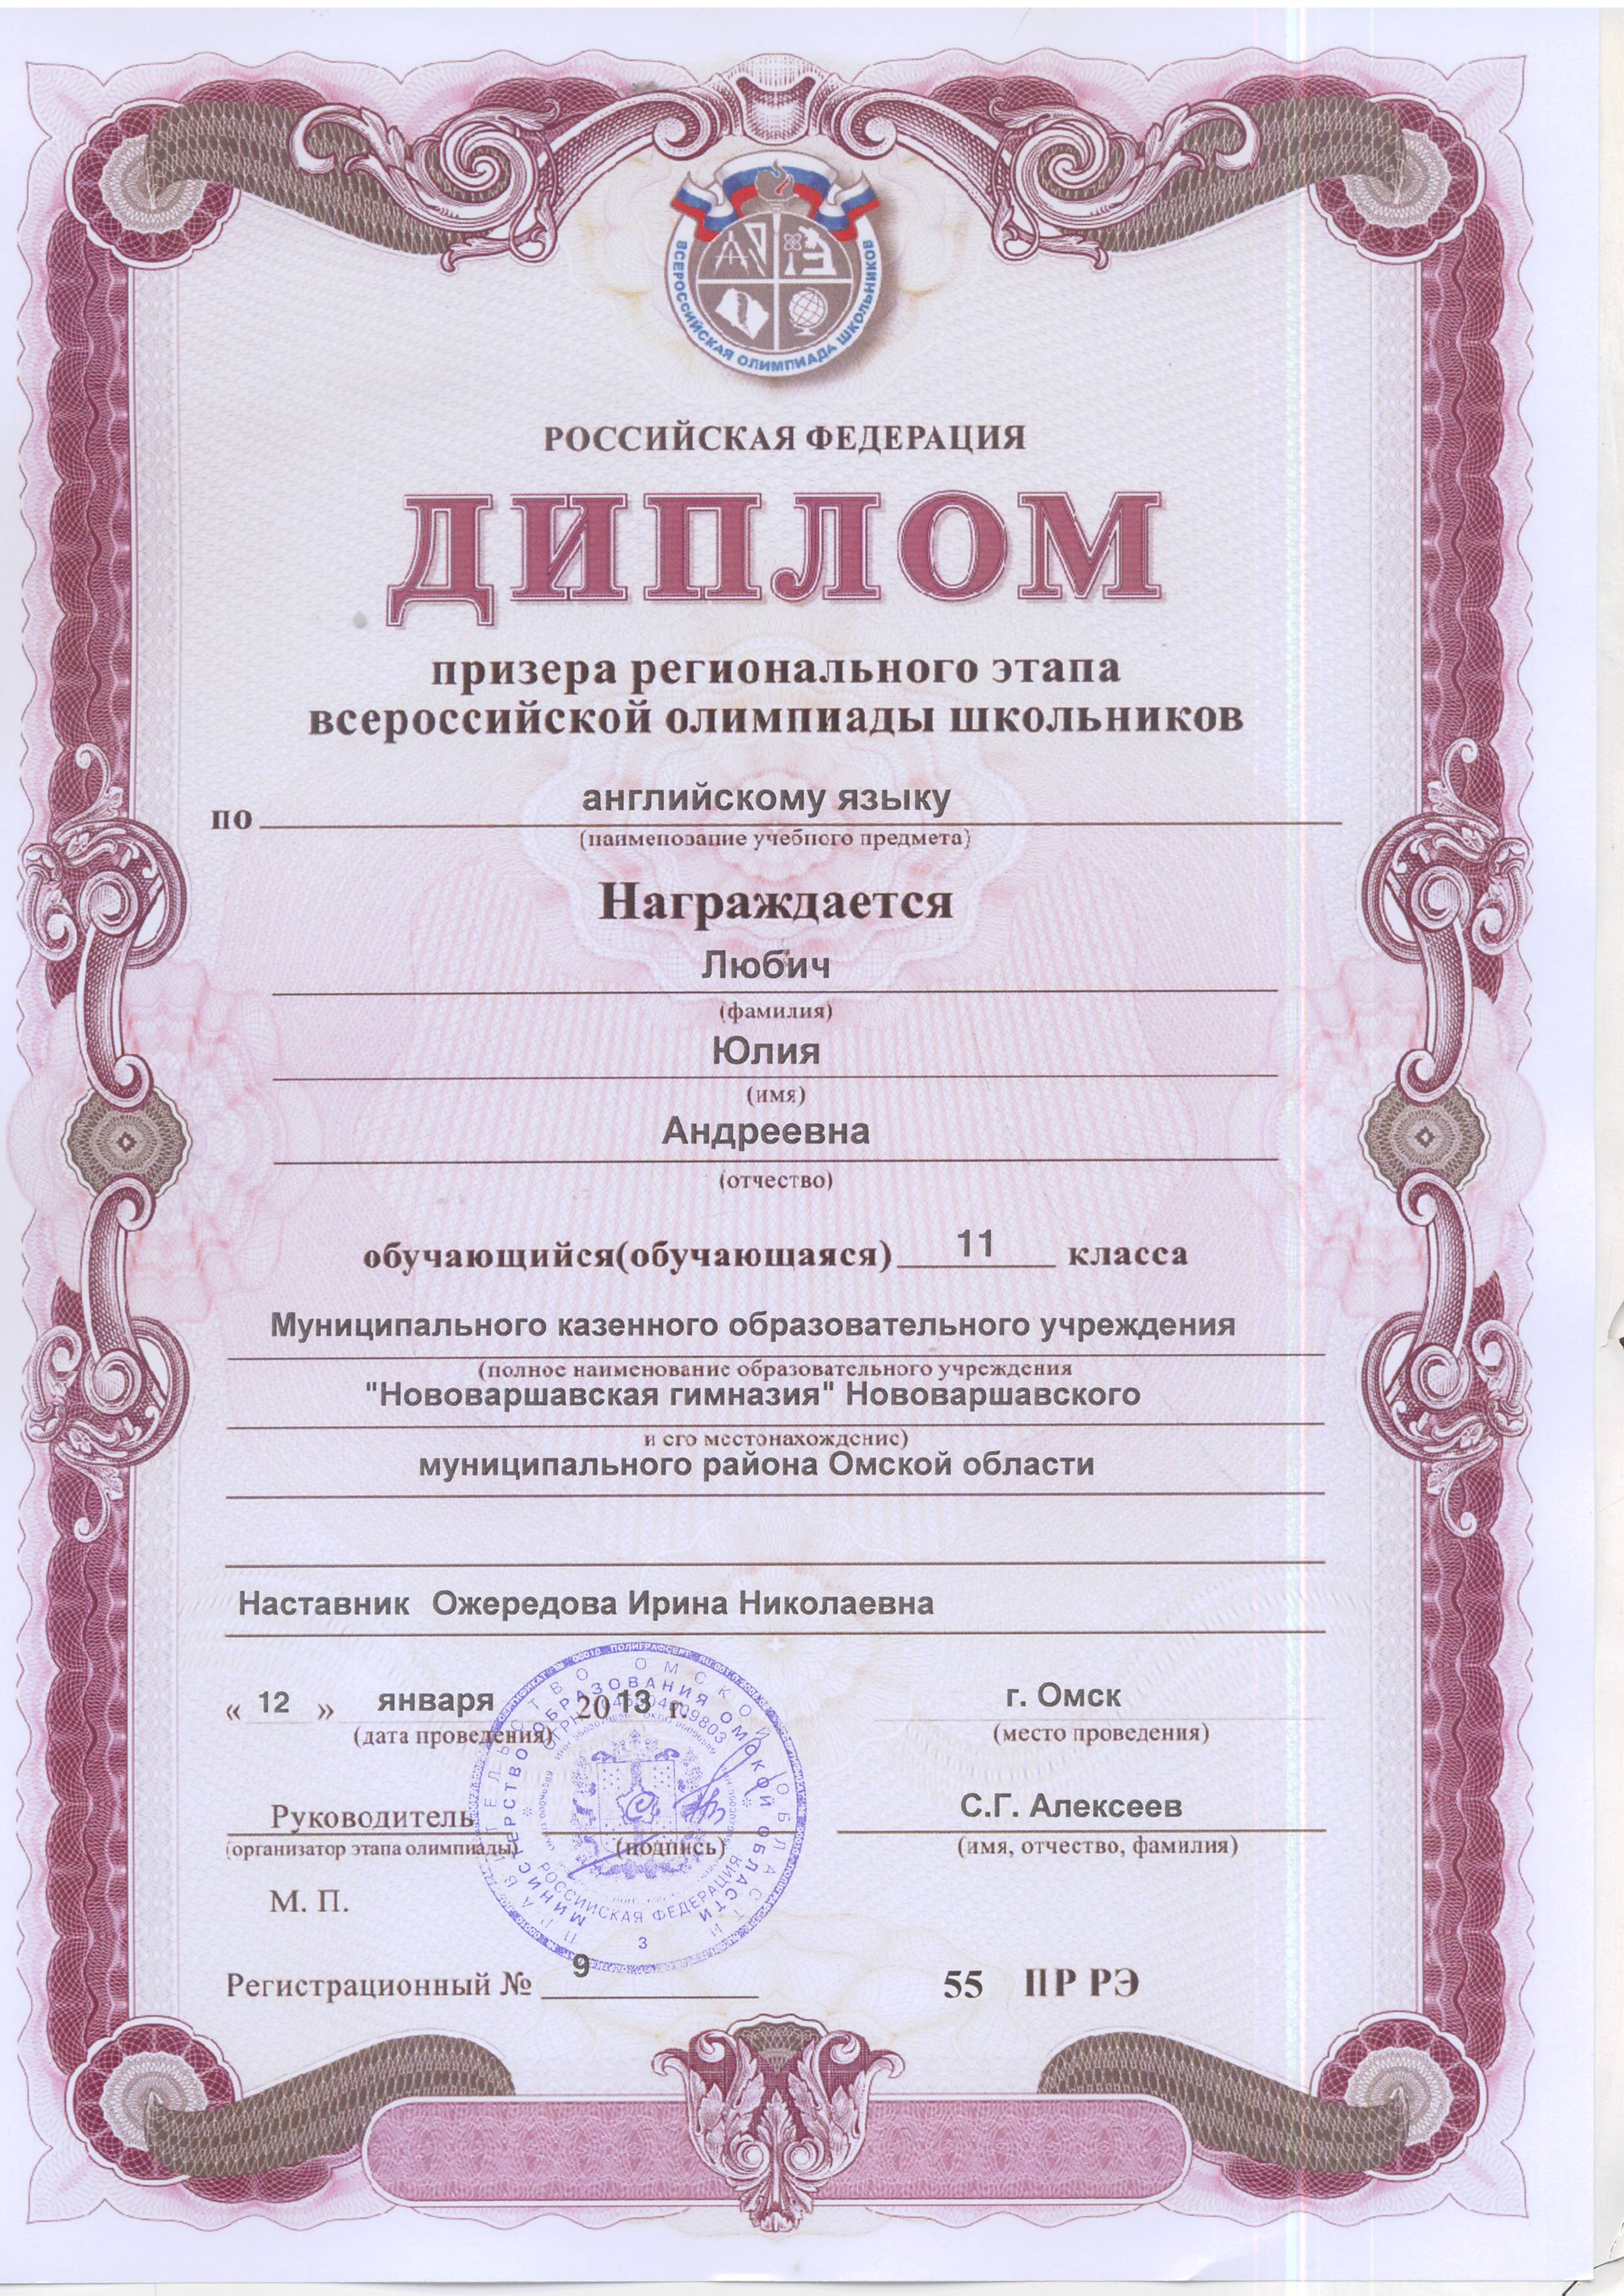 ВСЕРОССИЙСКАЯ ОЛИМПИАДА ШКОЛЬНИКОВ
РОССИЙСКАЯ ФЕДЕРАЦИЯ
ДИПЛОМ
призера регионального этапа
всероссийской олимпиады школьников
по английскому языку
(наименование учебного предмета)
Награждается
Любич
(фамилия)
Юлия
(имя)
Андреевна
(отчество)
обучающийся(обучающаяся) 11 класса
Муниципального казенного образовательного учреждения
(полное наименование образовательного учреждения
"Нововаршавская гимназия" Нововаршавского
и его местонахождение)
муниципального района Омской области
Наставник Ожередова Ирина Николаевна
« 12 » января 2013 г. г. Омск
(дата проведения) (место проведения)
Руководитель С.Г. Алексеев
(организатор этапа олимпиады) (подпись) (имя, отчество, фамилия)
М. П.
Регистрационный № 9 55 ПР РЭ
ПРАВИТЕЛЬСТВО ОМСКОЙ ОБЛАСТИ
МИНИСТЕРСТВО ОБРАЗОВАНИЯ ОМСКОЙ ОБЛАСТИ
РОССИЙСКАЯ ФЕДЕРАЦИЯ
3